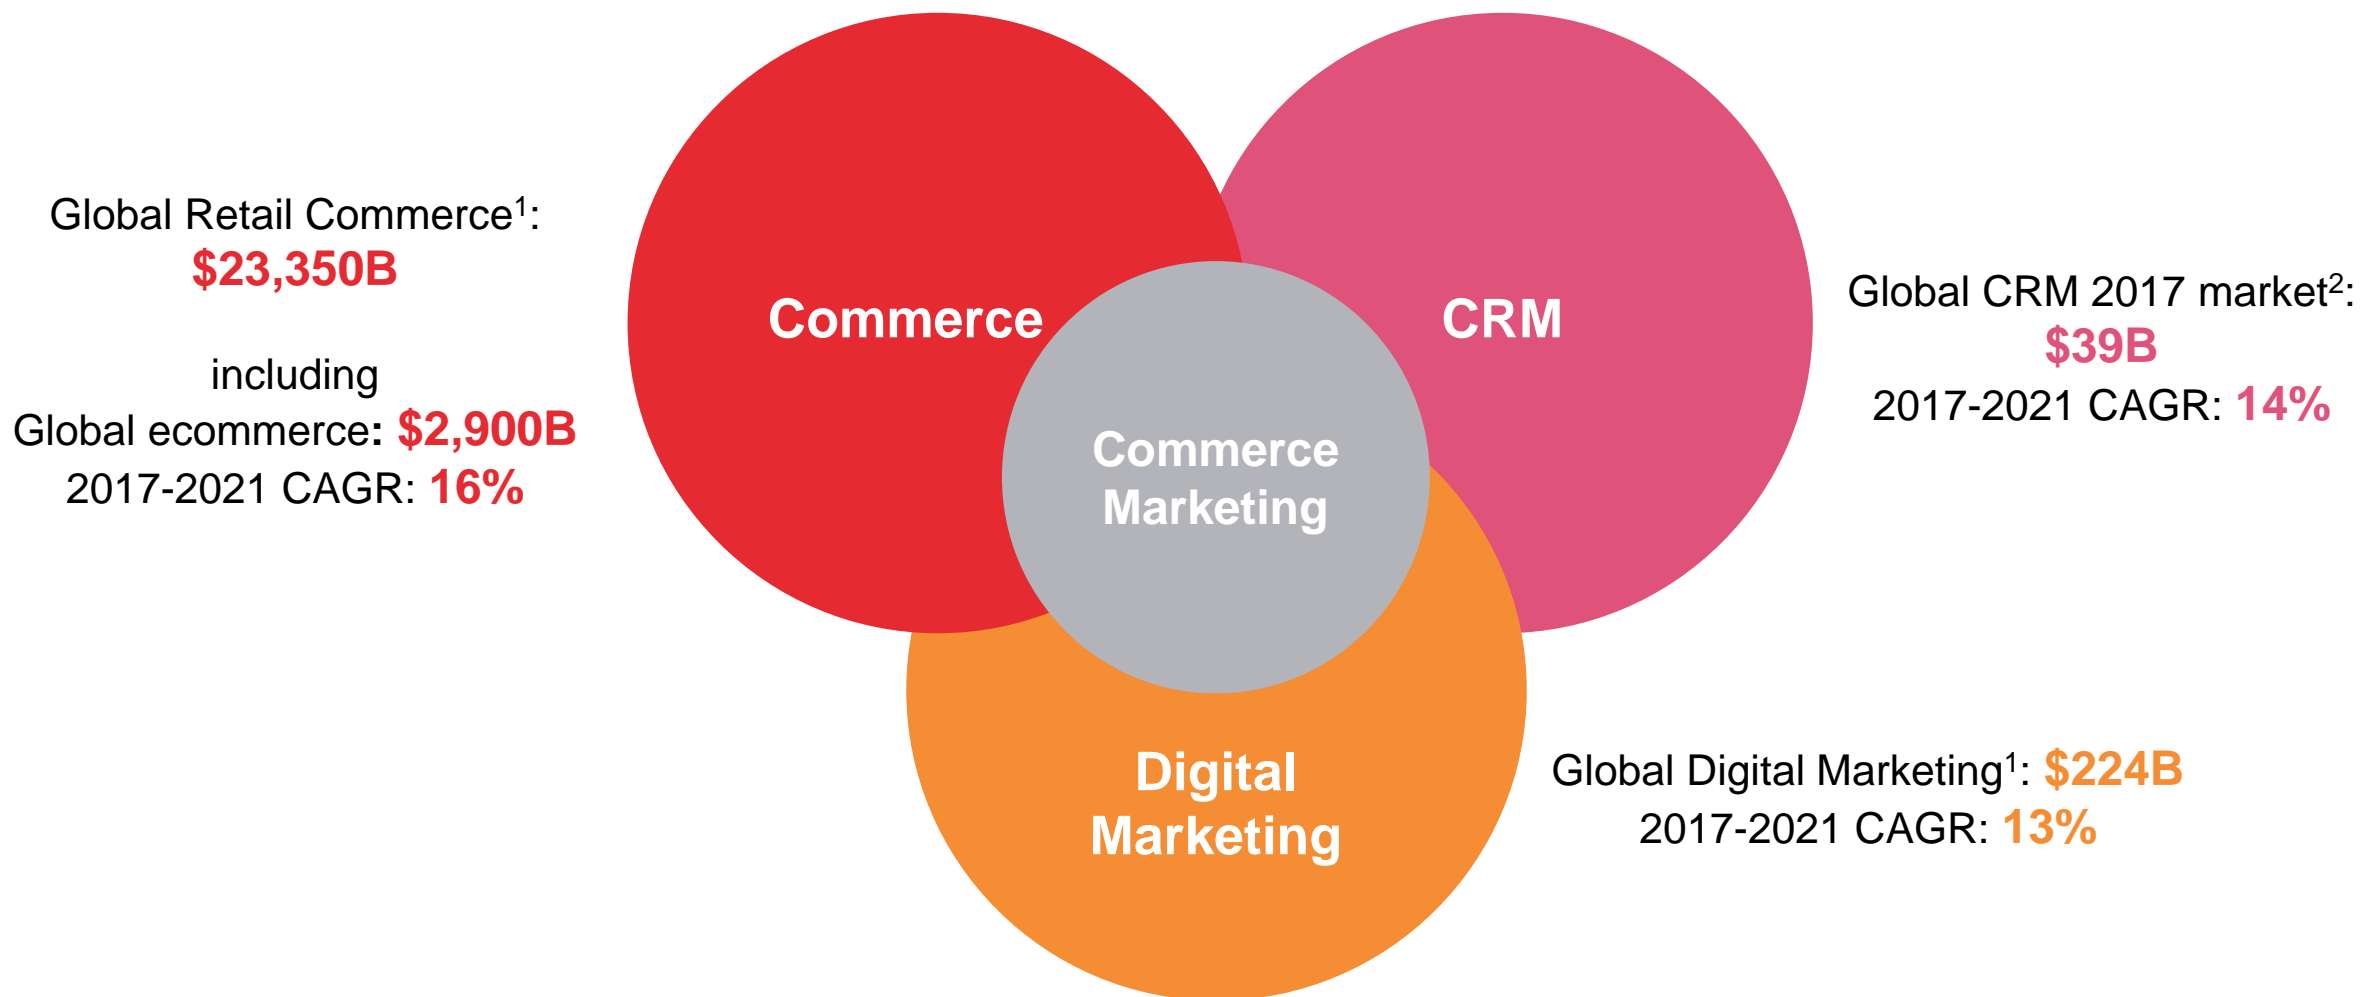 Global Retail Commerce¹:
$23,350B
including
Global ecommerce: $2,900B
2017-2021 CAGR: 16%
Commerce
CRM
Commerce
Marketing
Digital
Marketing
Global CRM 2017 market²:
$39B
2017-2021 CAGR: 14%
Global Digital Marketing¹: $224B
2017-2021 CAGR: 13%